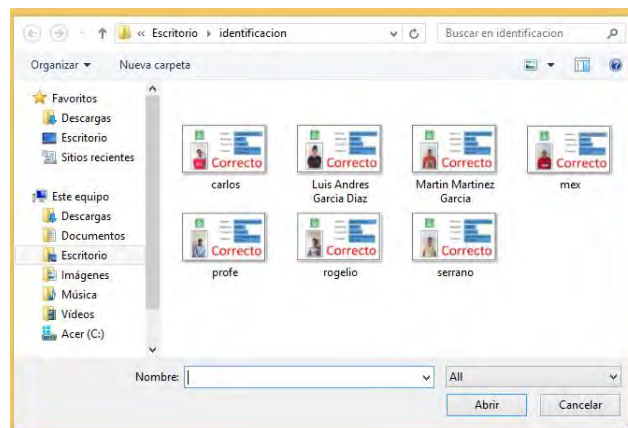 « Escritorio ▸ identificacion
Buscar en identificacion
Organizar
Nueva carpeta
Favoritos
Descargas
Escritorio
Sitios recientes
Este equipo
Descargas
Documentos
Escritorio
Imágenes
Música
Vídeos
Acer (C:)
Correcto
Correcto
Correcto
Correcto
carlos
Luis Andres
Garcia Diaz
Martin Martinez
Garcia
mex
Correcto
Correcto
Correcto
profe
rogelio
serrano
Nombre:
All
Abrir
Cancelar